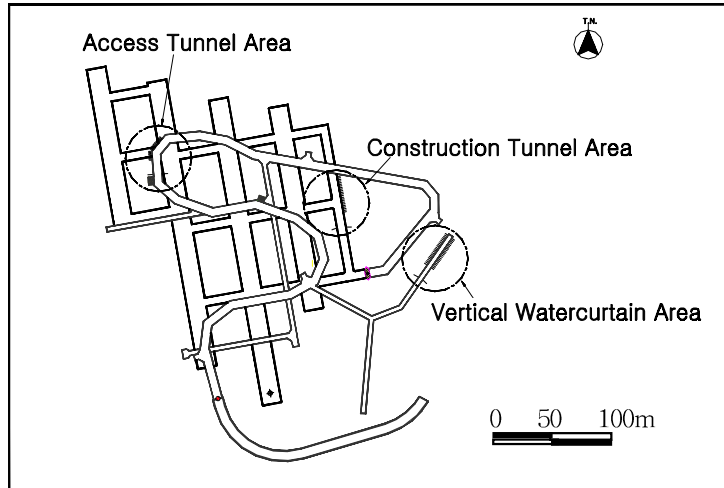 T.N.
Access Tunnel Area
Construction Tunnel Area
Vertical Watercurtain Area
0 50 100m